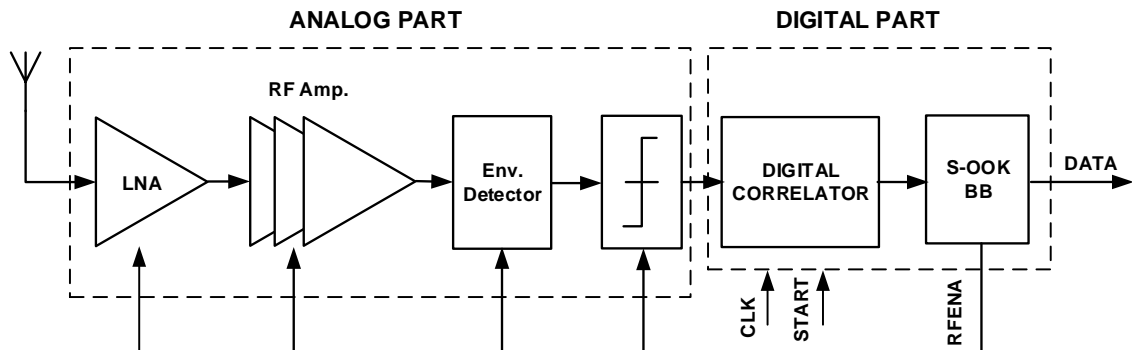 ANALOG PART
DIGITAL PART
RF Amp.
LNA
Env.
Detector
DIGITAL
CORRELATOR
S-OOK
BB
DATA
CLK
START
RFENA